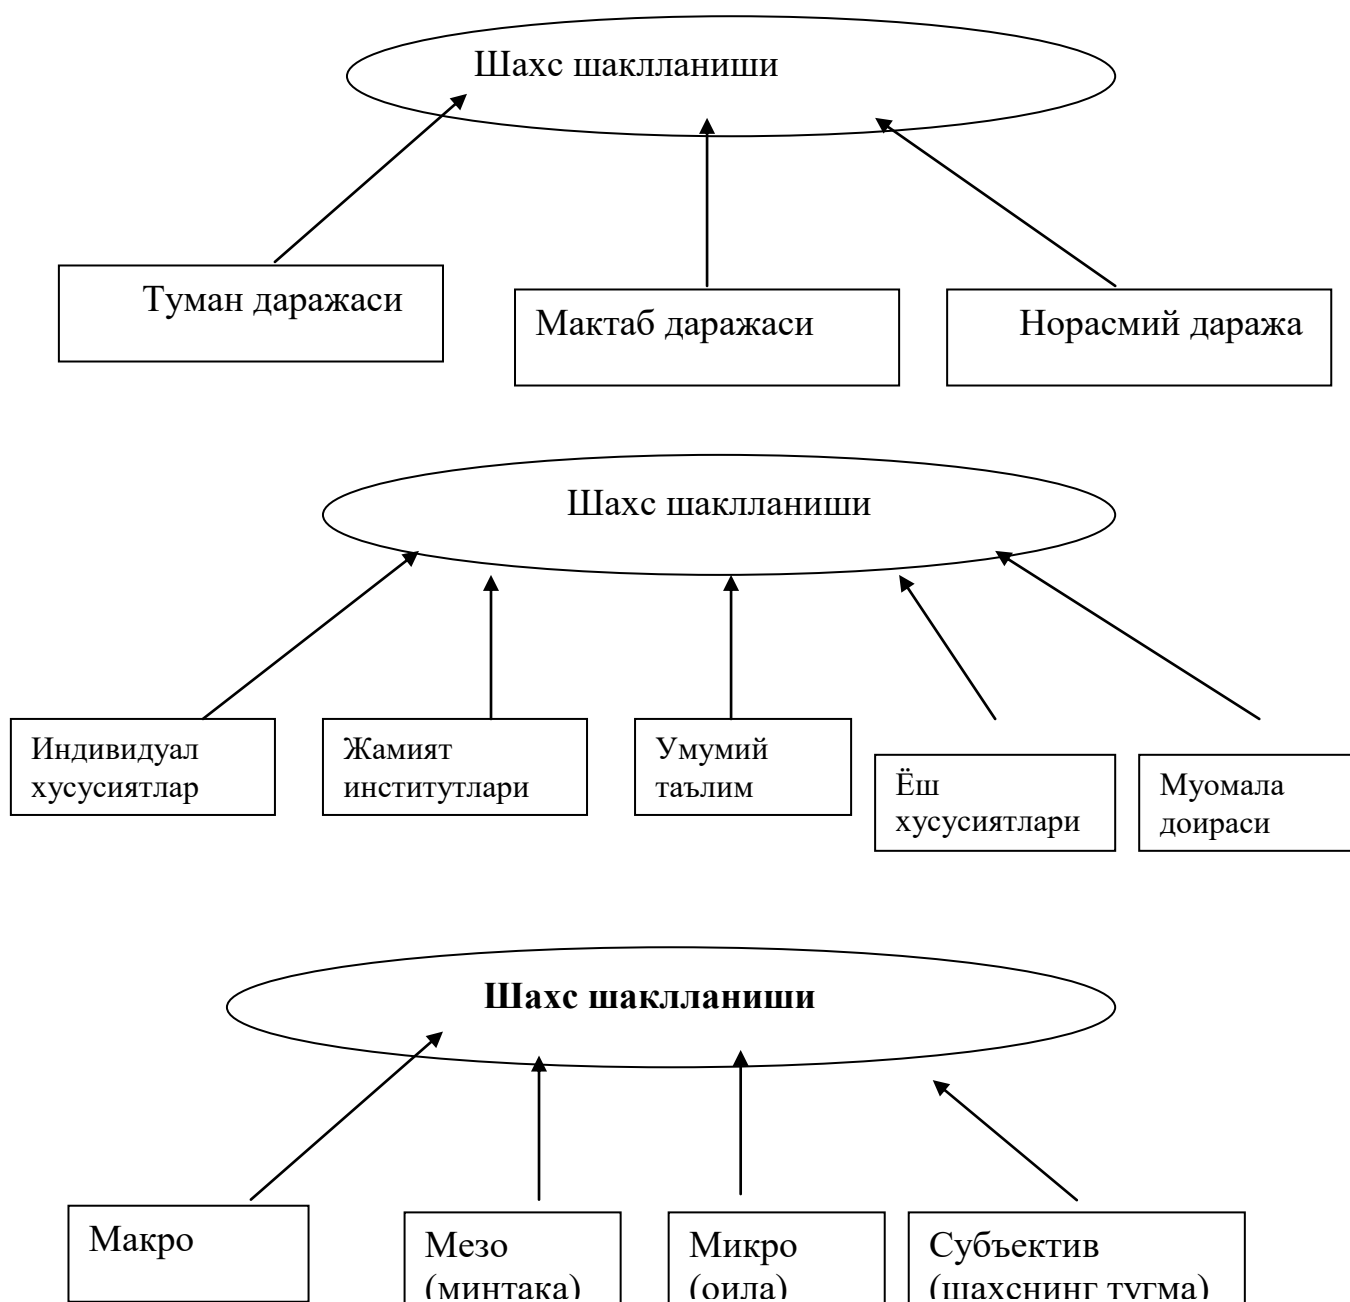 Шахс шаклланиши
Туман даражаси
Мактаб даражаси
Норасмий даража
Шахс шаклланиши
Индивидуал
хусусиятлар
Жамият
институтлари
Умумий
таълим
Ёш
хусусиятлари
Муомала
доираси
Шахс шаклланиши
Макро
Мезо
(минтака)
Микро
(оила)
Субъектив
(шахснинг тугма)